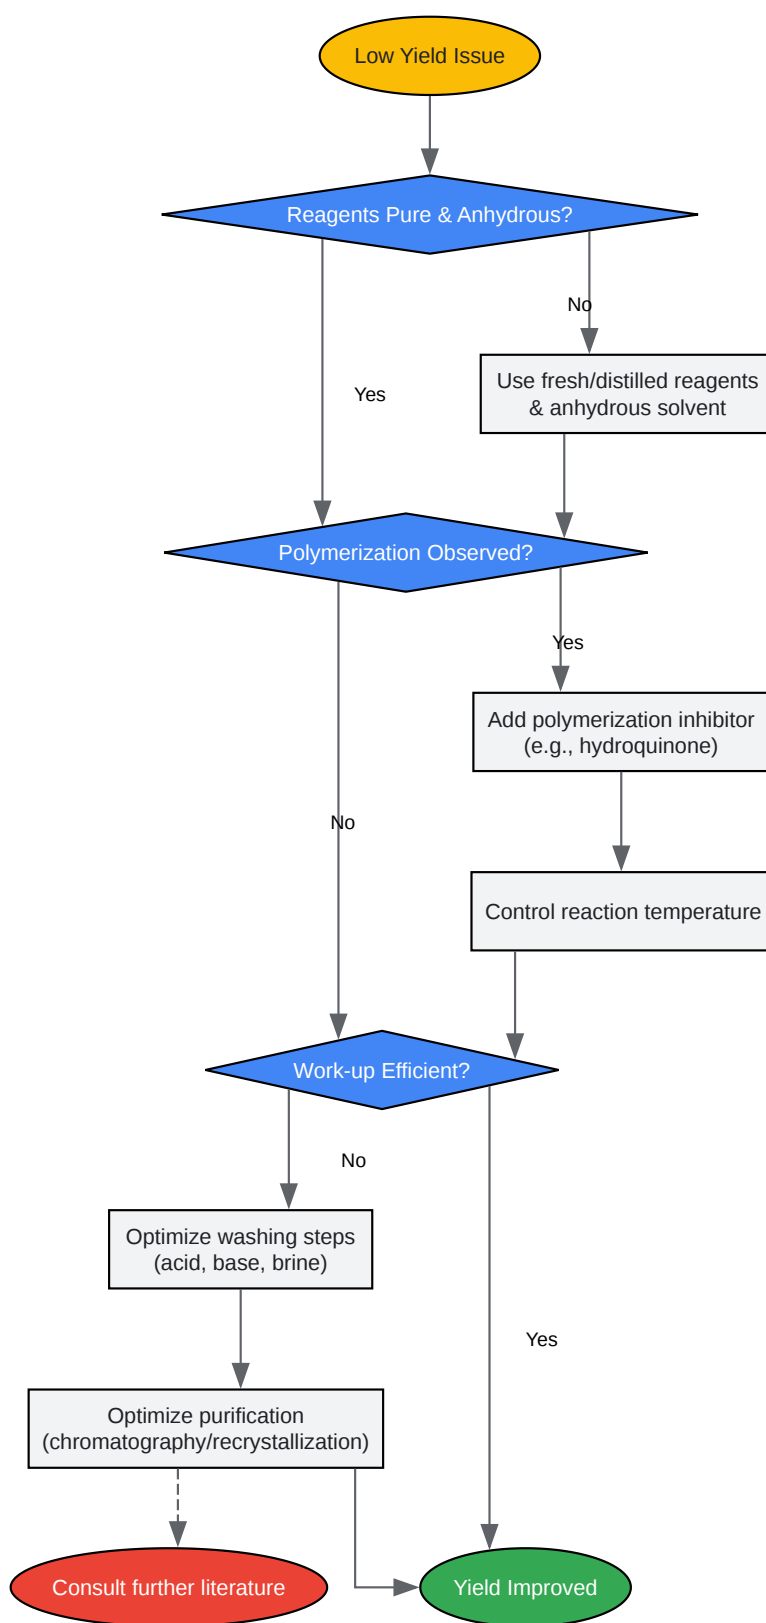 Low Yield Issue
Reagents Pure & Anhydrous?
No
Use fresh/distilled reagents
& anhydrous solvent
Yes
Polymerization Observed?
Yes
Add polymerization inhibitor
(e.g., hydroquinone)
No
Control reaction temperature
Work-up Efficient?
No
Optimize washing steps
(acid, base, brine)
Yes
Optimize purification
(chromatography/recrystallization)
Consult further literature
Yield Improved